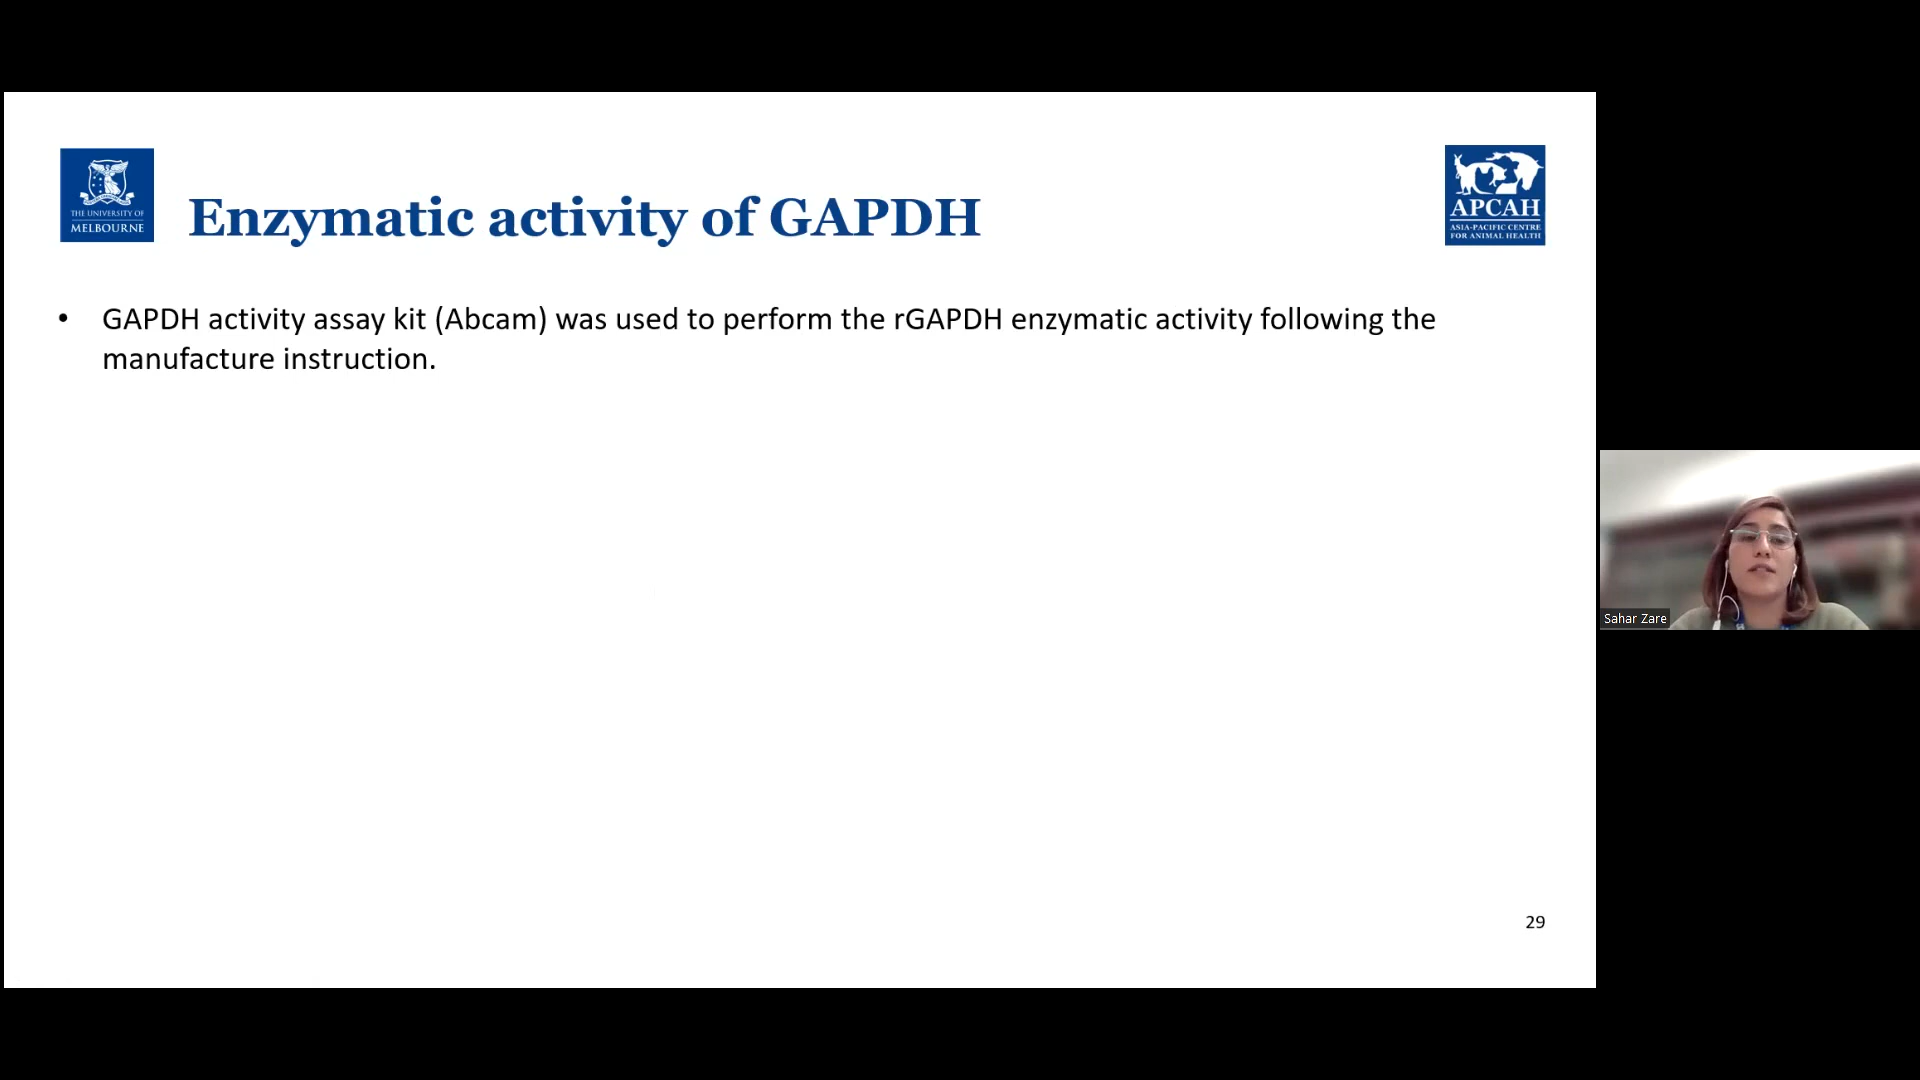 THE UNIVERSITY OF
MELBOURNE
Enzymatic activity of GAPDH
APCAH
ASIA-PACIFIC CENTRE
FOR ANIMAL HEALTH
• GAPDH activity assay kit (Abcam) was used to perform the rGAPDH enzymatic activity following the
manufacture instruction.
Sahar Zare
29